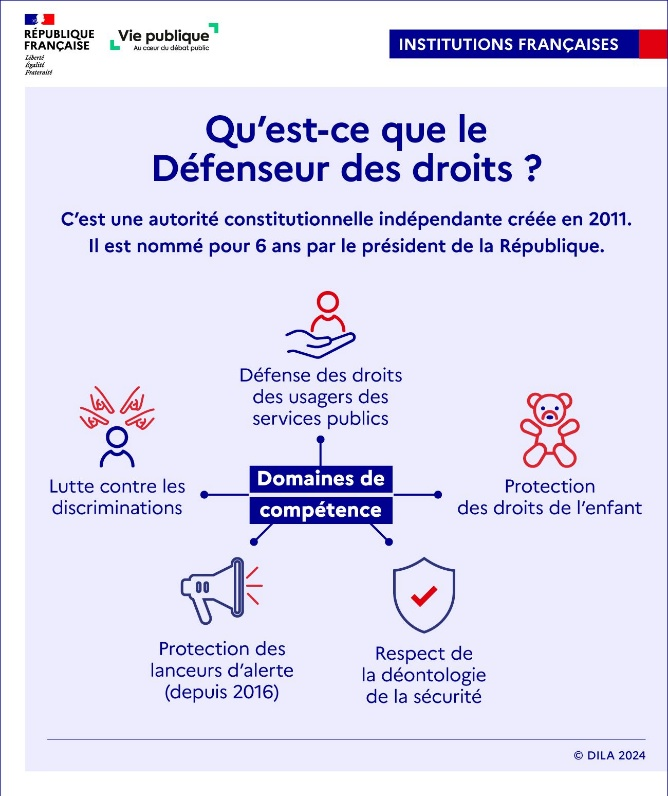 RÉPUBLIQUE
FRANÇAISE
Liberté
Égalité
Fraternité
Vie publique
Au cœur du débat public
INSTITUTIONS FRANÇAISES
Qu’est-ce que le
Défenseur des droits ?
C’est une autorité constitutionnelle indépendante créée en 2011.
Il est nommé pour 6 ans par le président de la République.
Défense des droits
des usagers des
services publics
Lutte contre les
discriminations
Domaines de
compétence
Protection
des droits de l’enfant
Protection des
lanceurs d’alerte
(depuis 2016)
Respect de
la déontologie
de la sécurité
© DILA 2024